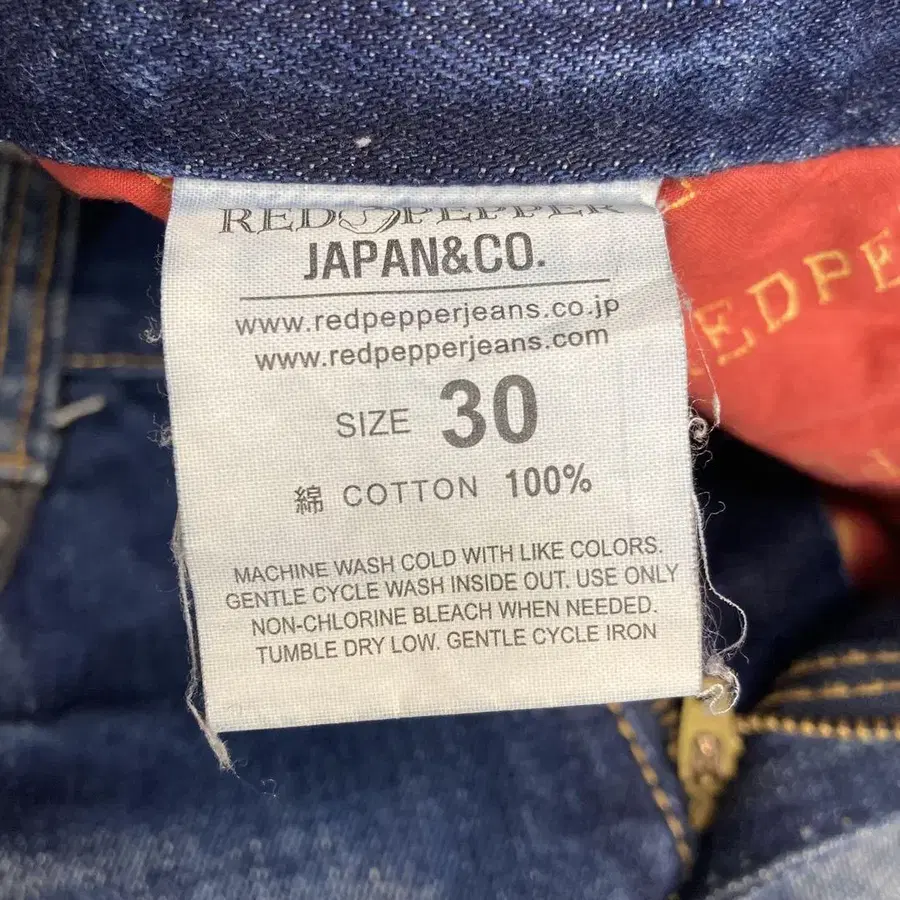 RED PEPPER
JAPAN&CO.
www.redpepperjeans.co.jp
www.redpepperjeans.com
SIZE 30
綿 COTTON 100%
MACHINE WASH COLD WITH LIKE COLORS.
GENTLE CYCLE WASH INSIDE OUT. USE ONLY
NON-CHLORINE BLEACH WHEN NEEDED.
TUMBLE DRY LOW. GENTLE CYCLE IRON
EDPE